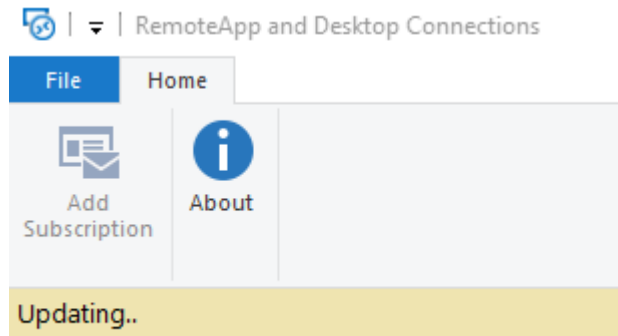 RemoteApp and Desktop Connections
File Home
Add
Subscription
About
Updating..